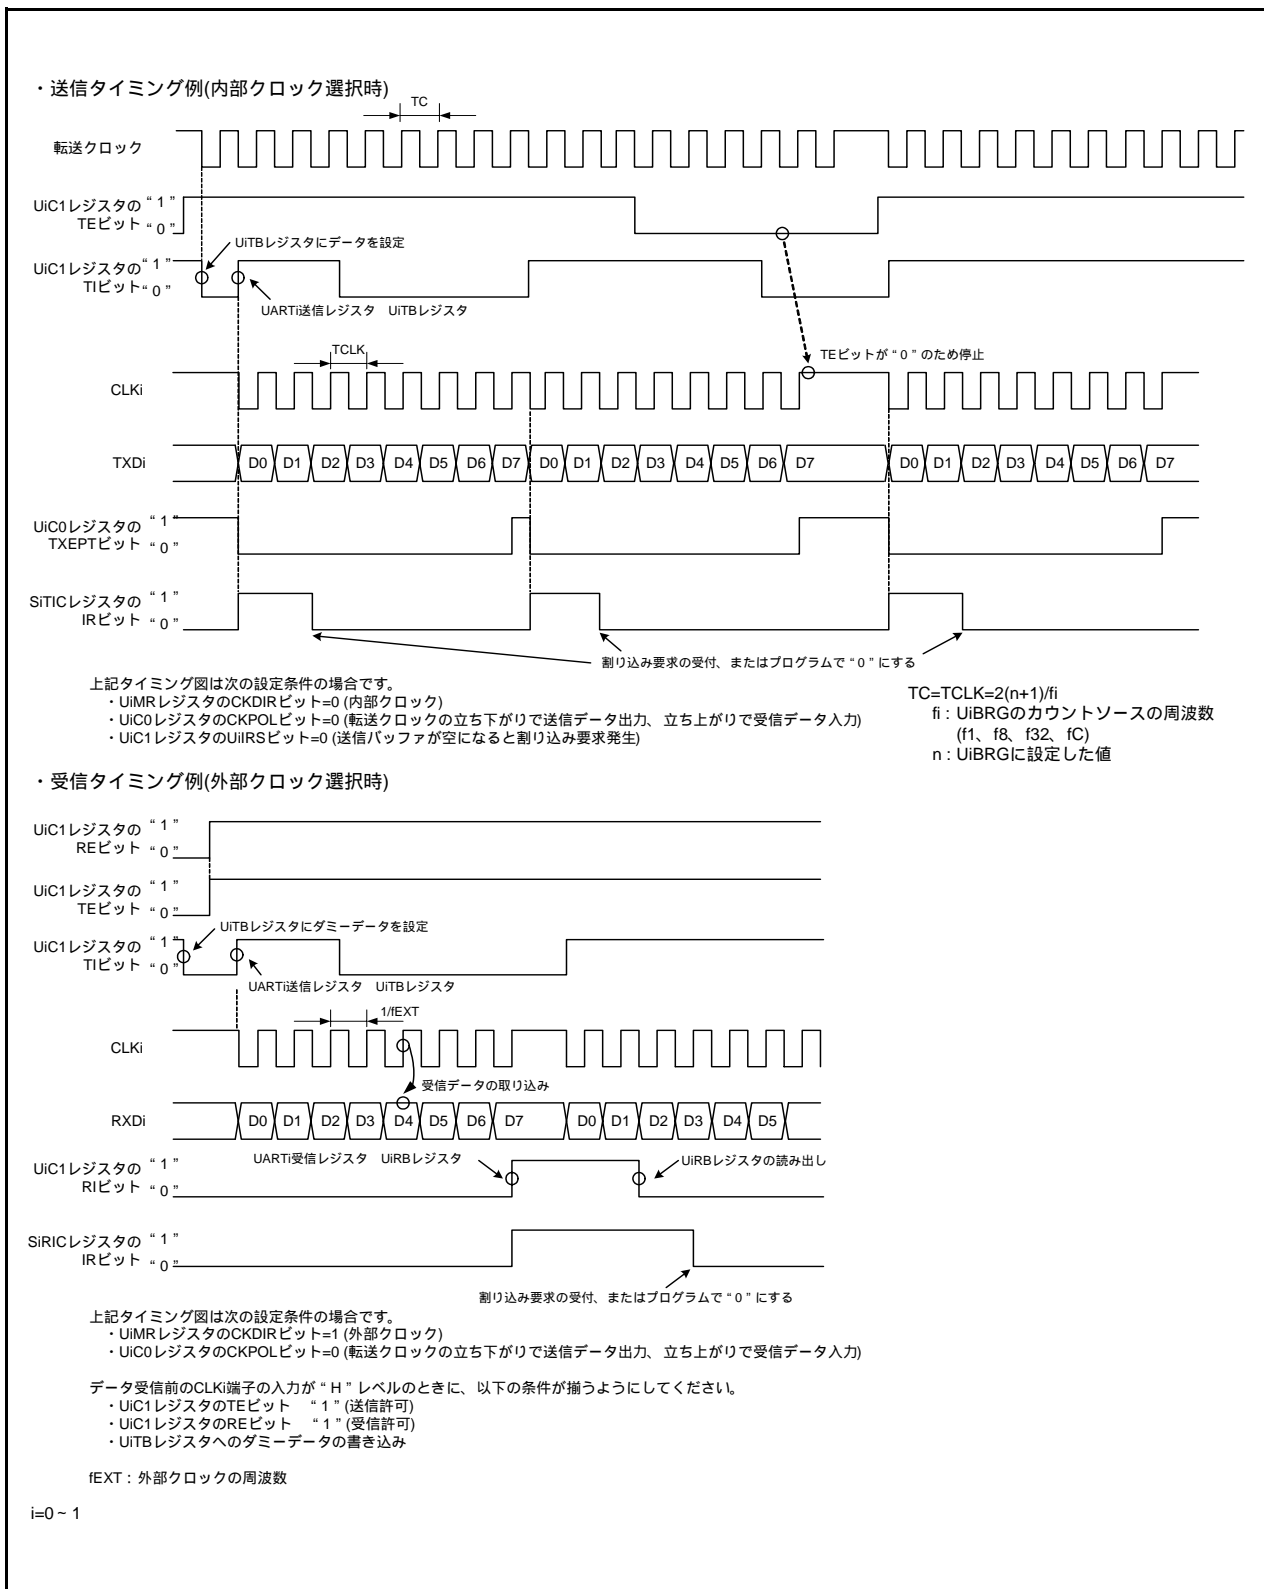 ・送信タイミング例(内部クロック選択時)
TC
転送クロック
UiC1レジスタの “ 1 ”
TEビット “ 0 ”
UiTBレジスタにデータを設定
UiC1レジスタの “ 1 ”
TIビット “ 0 ”
UARTi送信レジスタ UiTBレジスタ
TCLK
TEビットが “ 0 ” のため停止
CLKi
TXDi D0 D1 D2 D3 D4 D5 D6 D7 D0 D1 D2 D3 D4 D5 D6 D7 D0 D1 D2 D3 D4 D5 D6 D7
UiC0レジスタの “ 1 ”
TXEPTビット “ 0 ”
SiTICレジスタの “ 1 ”
IRビット “ 0 ”
割り込み要求の受付、またはプログラムで “ 0 ” にする
上記タイミング図は次の設定条件の場合です。
・UiMRレジスタのCKDIRビット=0 (内部クロック)
・UiC0レジスタのCKPOLビット=0 (転送クロックの立ち下がりで送信データ出力、立ち上がりで受信データ入力)
・UiC1レジスタのUiIRSビット=0 (送信バッファが空になると割り込み要求発生)
TC=TCLK=2(n+1)/fi
fi : UiBRGのカウントソースの周波数
(f1、f8、f32、fC)
n : UiBRGに設定した値
・受信タイミング例(外部クロック選択時)
UiC1レジスタの “ 1 ”
REビット “ 0 ”
UiC1レジスタの “ 1 ”
TEビット “ 0 ”
UiTBレジスタにダミーデータを設定
UiC1レジスタの “ 1 ”
TIビット “ 0 ”
UARTi送信レジスタ UiTBレジスタ
1/fEXT
CLKi
受信データの取り込み
RXDi D0 D1 D2 D3 D4 D5 D6 D7 D0 D1 D2 D3 D4 D5
UARTi受信レジスタ UiRBレジスタ
UiRBレジスタの読み出し
UiC1レジスタの “ 1 ”
RIビット “ 0 ”
SiRICレジスタの “ 1 ”
IRビット “ 0 ”
割り込み要求の受付、またはプログラムで “ 0 ” にする
上記タイミング図は次の設定条件の場合です。
・UiMRレジスタのCKDIRビット=1 (外部クロック)
・UiC0レジスタのCKPOLビット=0 (転送クロックの立ち下がりで送信データ出力、立ち上がりで受信データ入力)
データ受信前のCLKi端子の入力が “ H ” レベルのときに、以下の条件が揃うようにしてください。
・UiC1レジスタのTEビット “ 1 ” (送信許可)
・UiC1レジスタのREビット “ 1 ” (受信許可)
・UiTBレジスタへのダミーデータの書き込み
fEXT : 外部クロックの周波数
i=0 ~ 1